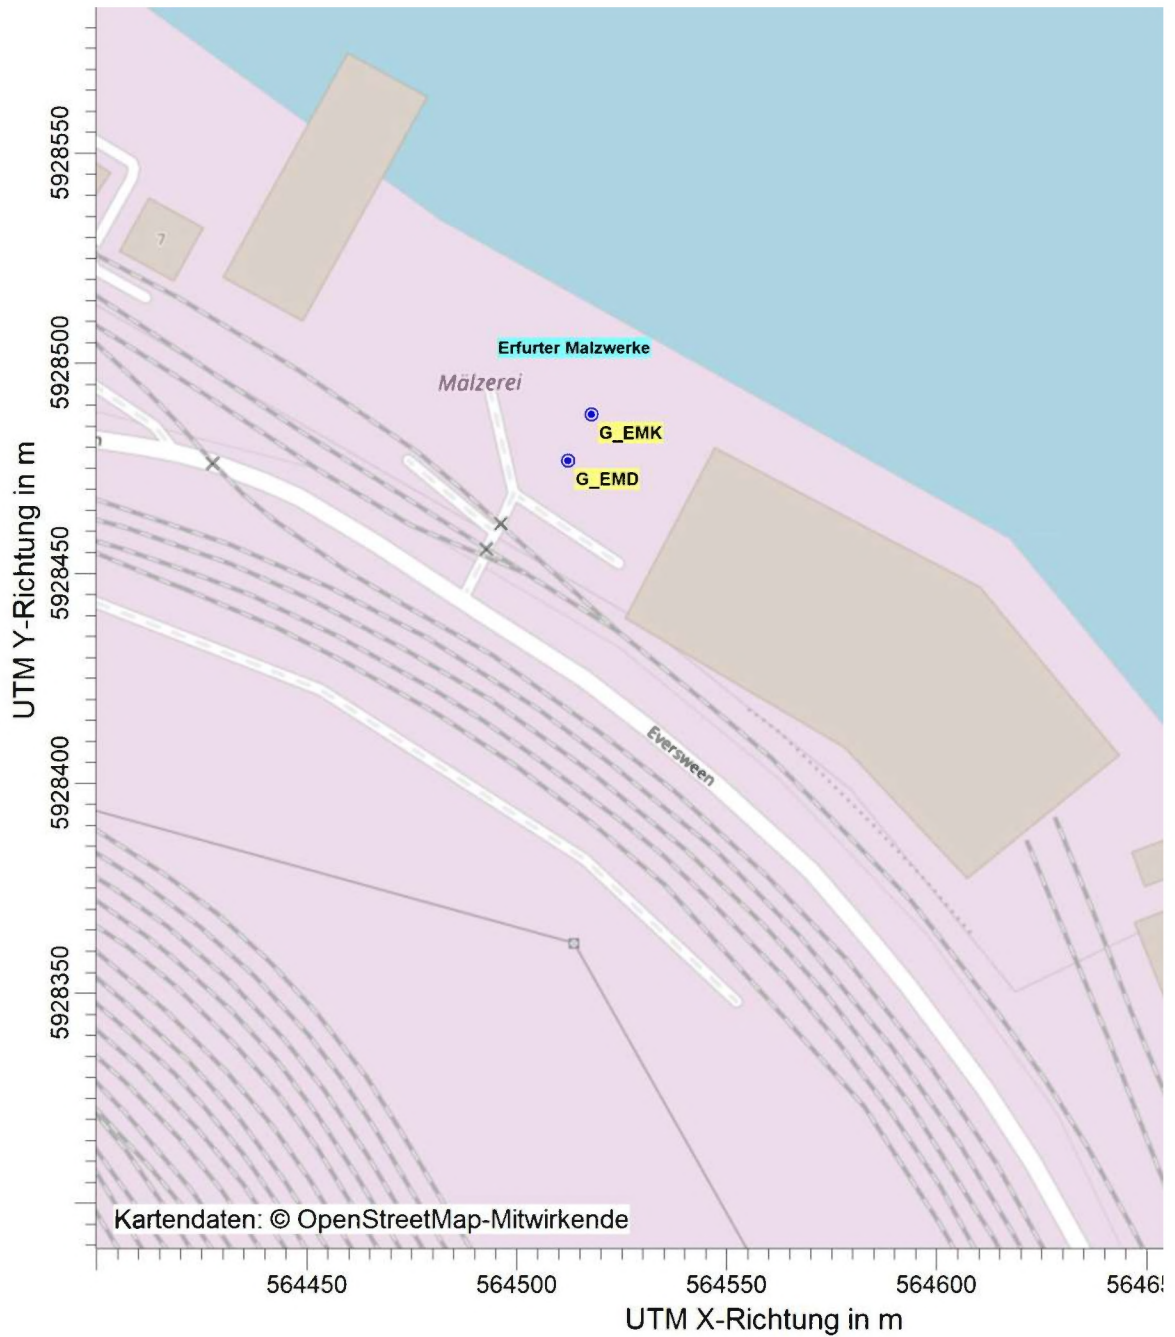 5928550
7
5928500
Erfurter Malzwerke
Mälzerei
G_EMK
n
G_EMD
UTM Y-Richtung in m
5928450
Eversween
5928400
5928350
Kartendaten: © OpenStreetMap-Mitwirkende
564450
564500
564550
564600
56465
UTM X-Richtung in m